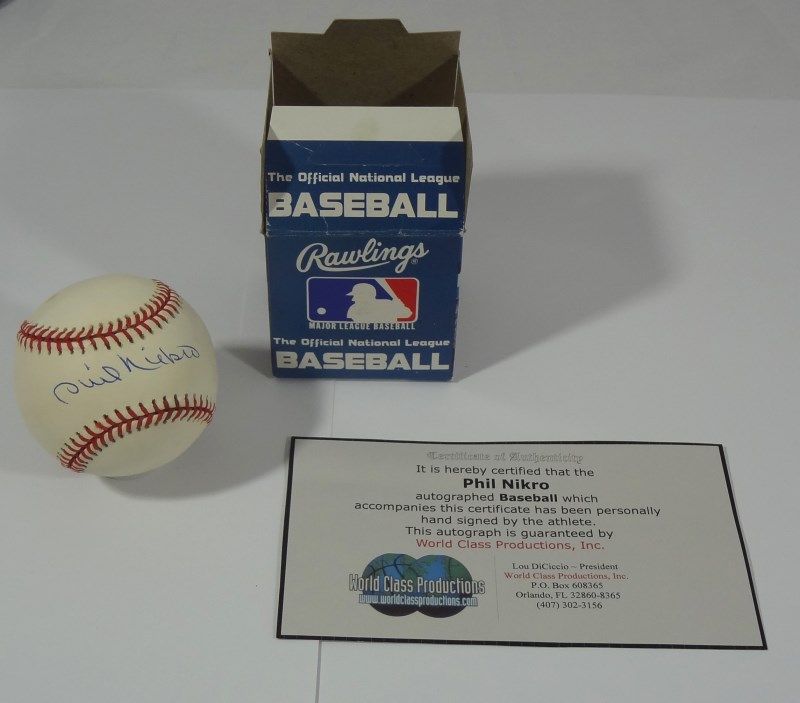 The Official National League
BASEBALL
Rawlings®
MAJOR LEAGUE BASEBALL
The Official National League
BASEBALL
Phil Niekro
Certificate of Authenticity
It is hereby certified that the
Phil Nikro
autographed Baseball which
accompanies this certificate has been personally
hand signed by the athlete.
This autograph is guaranteed by
World Class Productions, Inc.
World Class Productions
www.worldclassproductions.com
Lou DiCiccio ~ President
World Class Productions, Inc.
P.O. Box 608365
Orlando, FL 32860-8365
(407) 302-3156